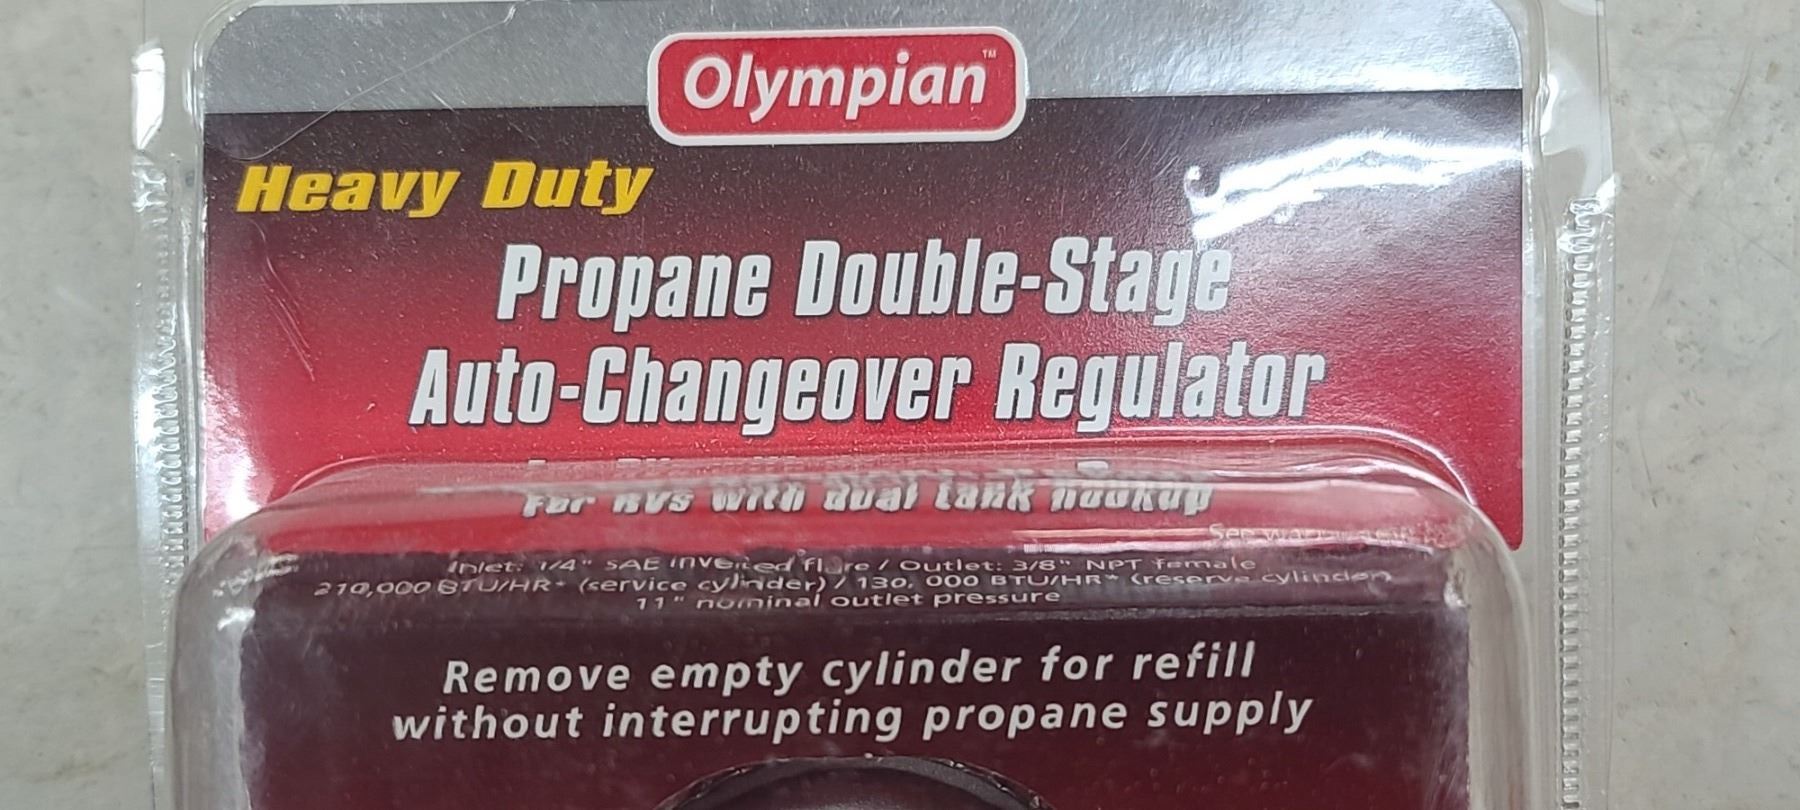 Olympian™
Heavy Duty
Propane Double-Stage
Auto-Changeover Regulator
For RVs with dual tank hookup
See
Inlet: 1/4" SAE inverted flare / Outlet: 3/8" NPT female
210,000 BTU/HR* (service cylinder) / 130, 000 BTU/HR* (reserve cylinder)
11" nominal outlet pressure
Remove empty cylinder for refill
without interrupting propane supply